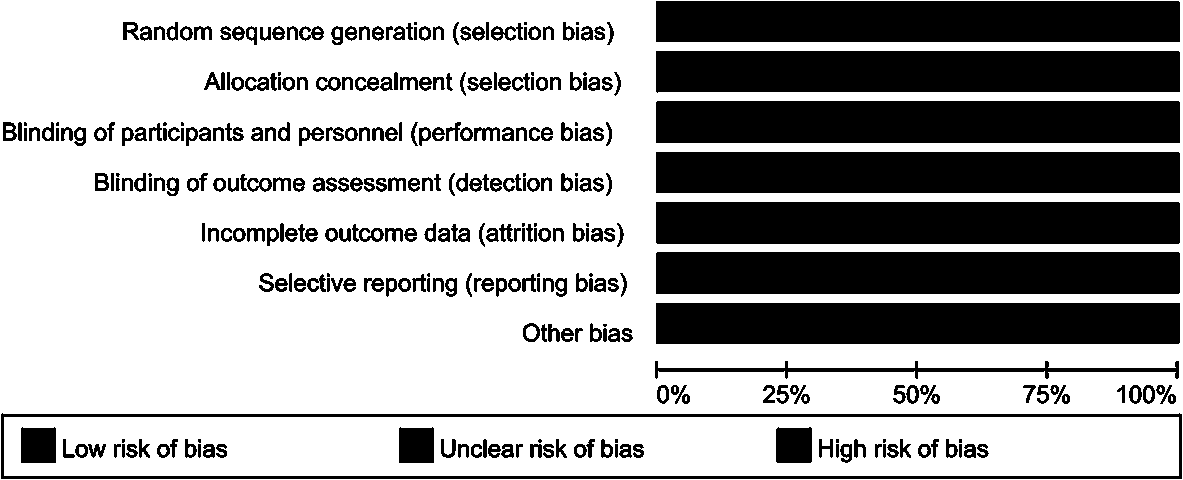 Random sequence generation (selection bias)
Allocation concealment (selection bias)
Blinding of participants and personnel (performance bias)
Blinding of outcome assessment (detection bias)
Incomplete outcome data (attrition bias)
Selective reporting (reporting bias)
Other bias
0% 25% 50% 75% 100%
Low risk of bias Unclear risk of bias High risk of bias